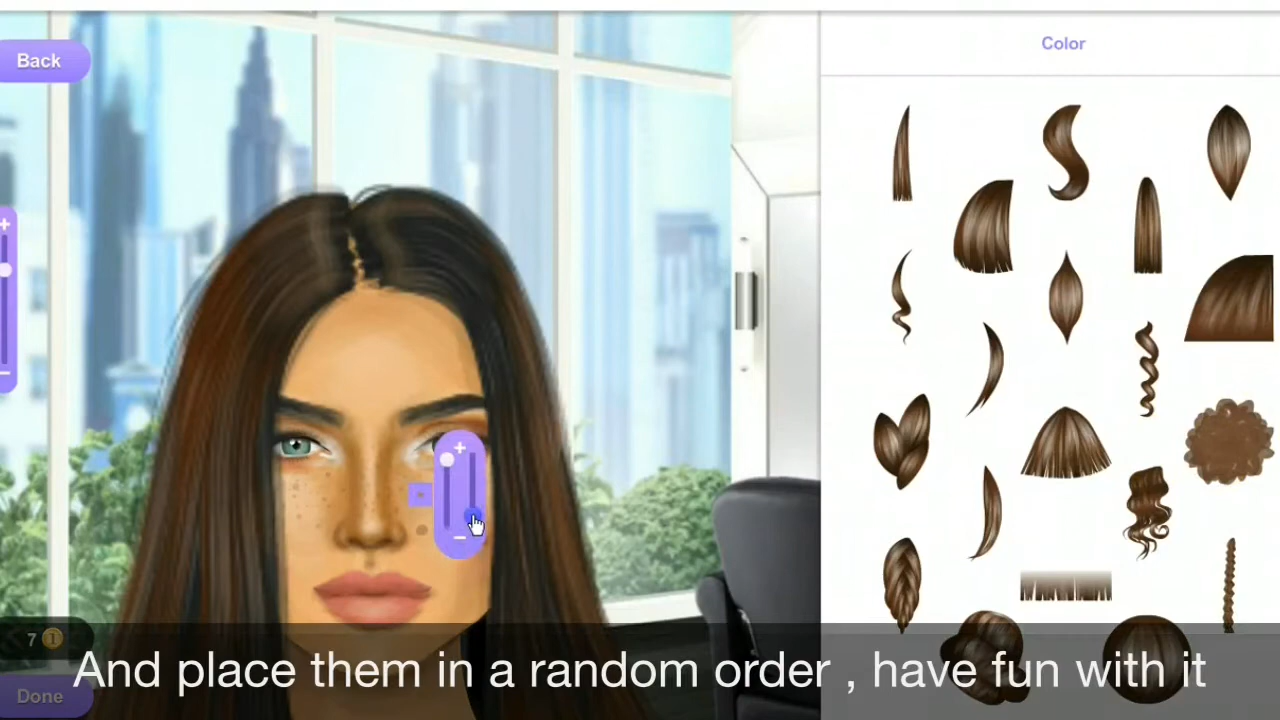 Back
Color
7
Done
And place them in a random order , have fun with it